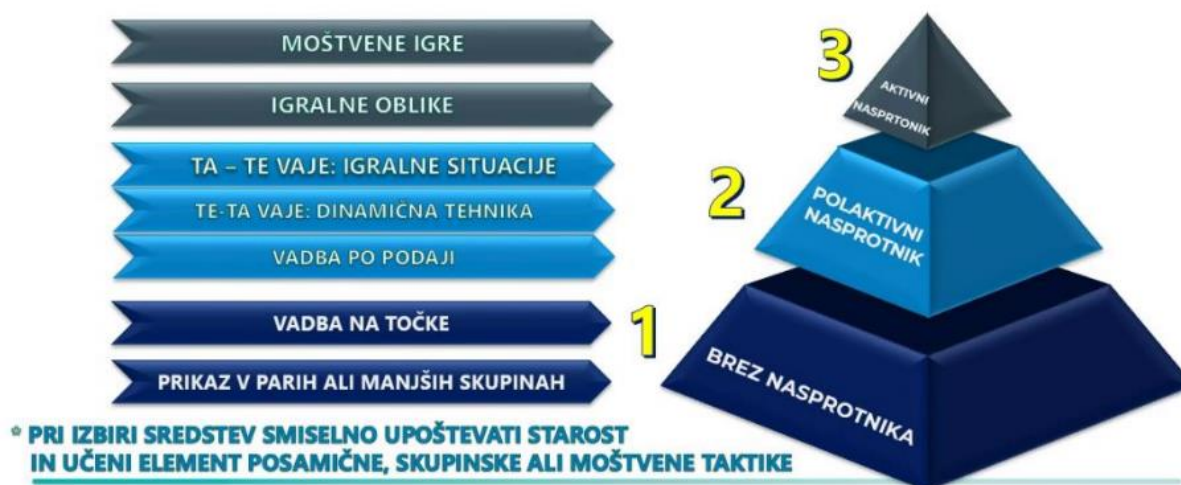 MOŠTVENE IGRE
IGRALNE OBLIKE
TA – TE VAJE: IGRALNE SITUACIJE
TE-TA VAJE: DINAMIČNA TEHNIKA
VADBA PO PODAJI
VADBA NA TOČKE
PRIKAZ V PARIH ALI MANJŠIH SKUPINAH
3
AKTIVNI
NASPRTONIK
2
POLAKTIVNI
NASPROTNIK
1
BREZ NASPROTNIKA
* PRI IZBIRI SREDSTEV SMISELNO UPOŠTEVATI STAROST
IN UČENI ELEMENT POSAMIČNE, SKUPINSKE ALI MOŠTVENE TAKTIKE